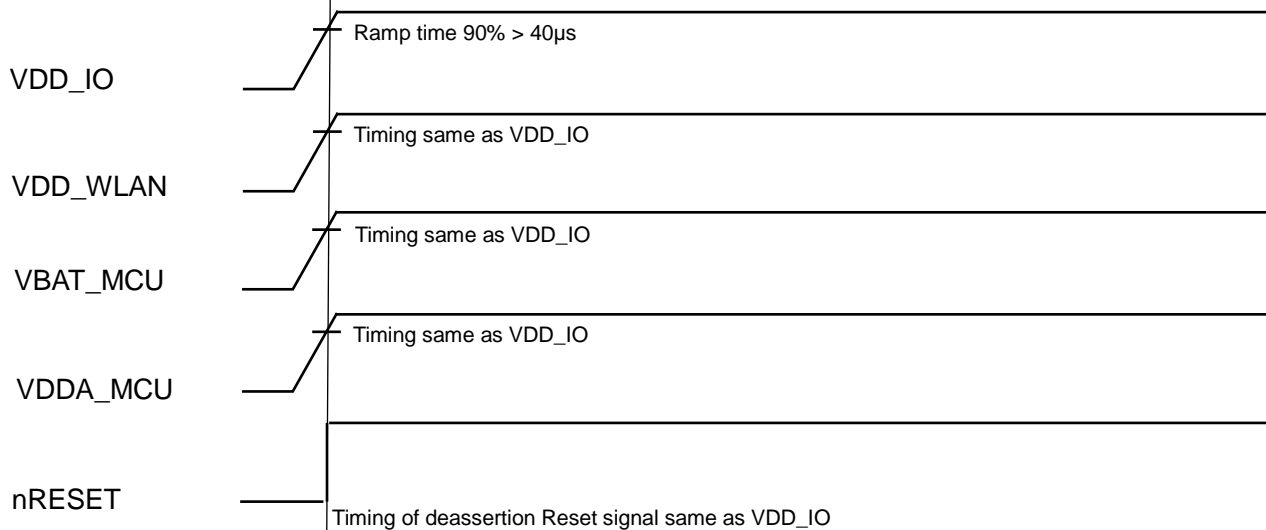 Ramp time 90% > 40µs
VDD_IO
Timing same as VDD_IO
VDD_WLAN
Timing same as VDD_IO
VBAT_MCU
Timing same as VDD_IO
VDDA_MCU
nRESET
Timing of deassertion Reset signal same as VDD_IO